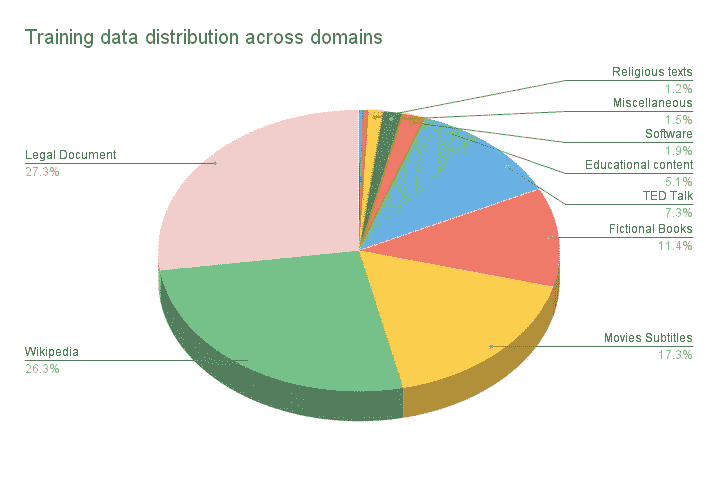 Training data distribution across domains
Religious texts
1.2%
Miscellaneous
1.5%
Software
1.9%
Educational content
5.1%
TED Talk
7.3%
Fictional Books
11.4%
Legal Document
27.3%
Movies Subtitles
17.3%
Wikipedia
26.3%